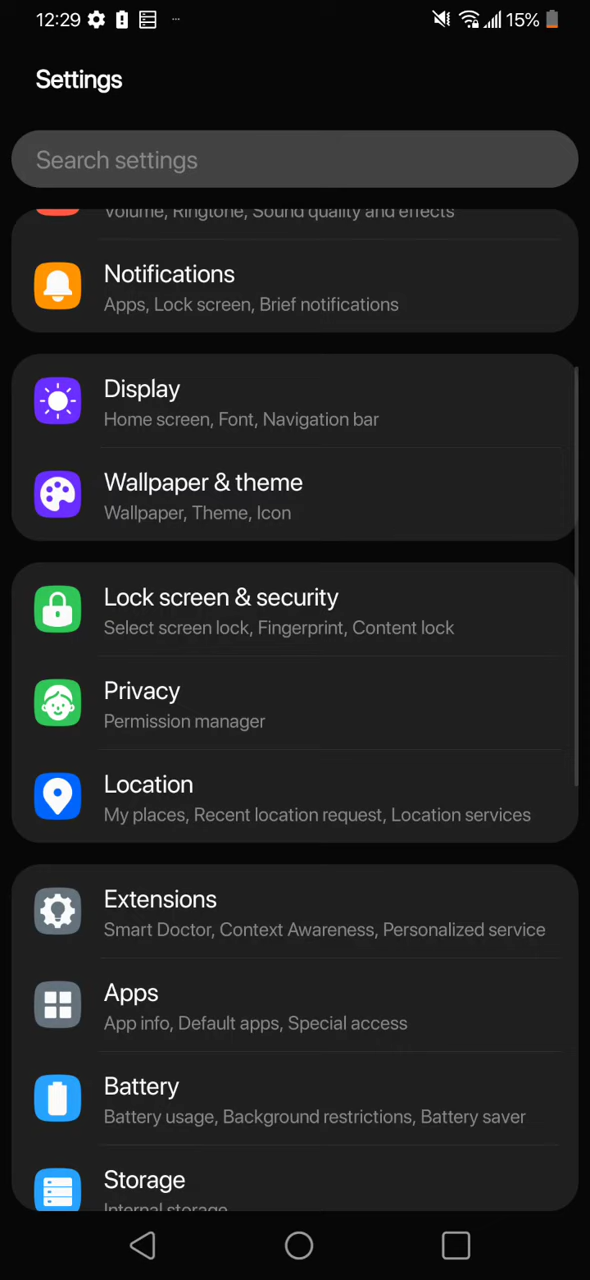 12:29
15%
Settings
Search settings
Volume, Ringtone, Sound quality and effects
Notifications
Apps, Lock screen, Brief notifications
Display
Home screen, Font, Navigation bar
Wallpaper & theme
Wallpaper, Theme, Icon
Lock screen & security
Select screen lock, Fingerprint, Content lock
Privacy
Permission manager
Location
My places, Recent location request, Location services
Extensions
Smart Doctor, Context Awareness, Personalized service
Apps
App info, Default apps, Special access
Battery
Battery usage, Background restrictions, Battery saver
Storage
Internal storage